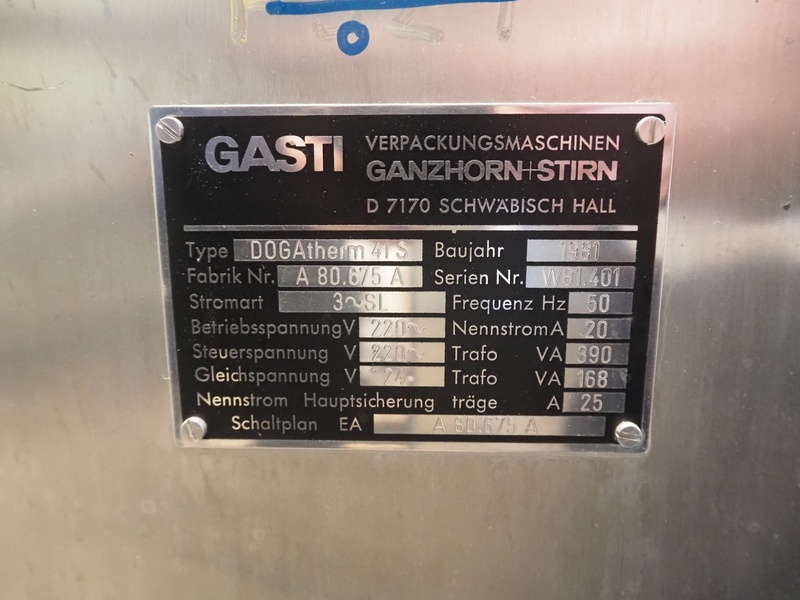 GASTI VERPACKUNGSMASCHINEN
GANZHORN+STIRN
D 7170 SCHWÄBISCH HALL
Type DOGAtherm 41 S Baujahr 1981
Fabrik Nr. A 80.675 A Serien Nr. W81.401
Stromart 3~SL Frequenz Hz 50
Betriebsspannung V 220~ Nennstrom A 20
Steuerspannung V 220~ Trafo VA 390
Gleichspannung V 24- Trafo VA 168
Nennstrom Hauptsicherung träge A 25
Schaltplan EA A 80.675 A